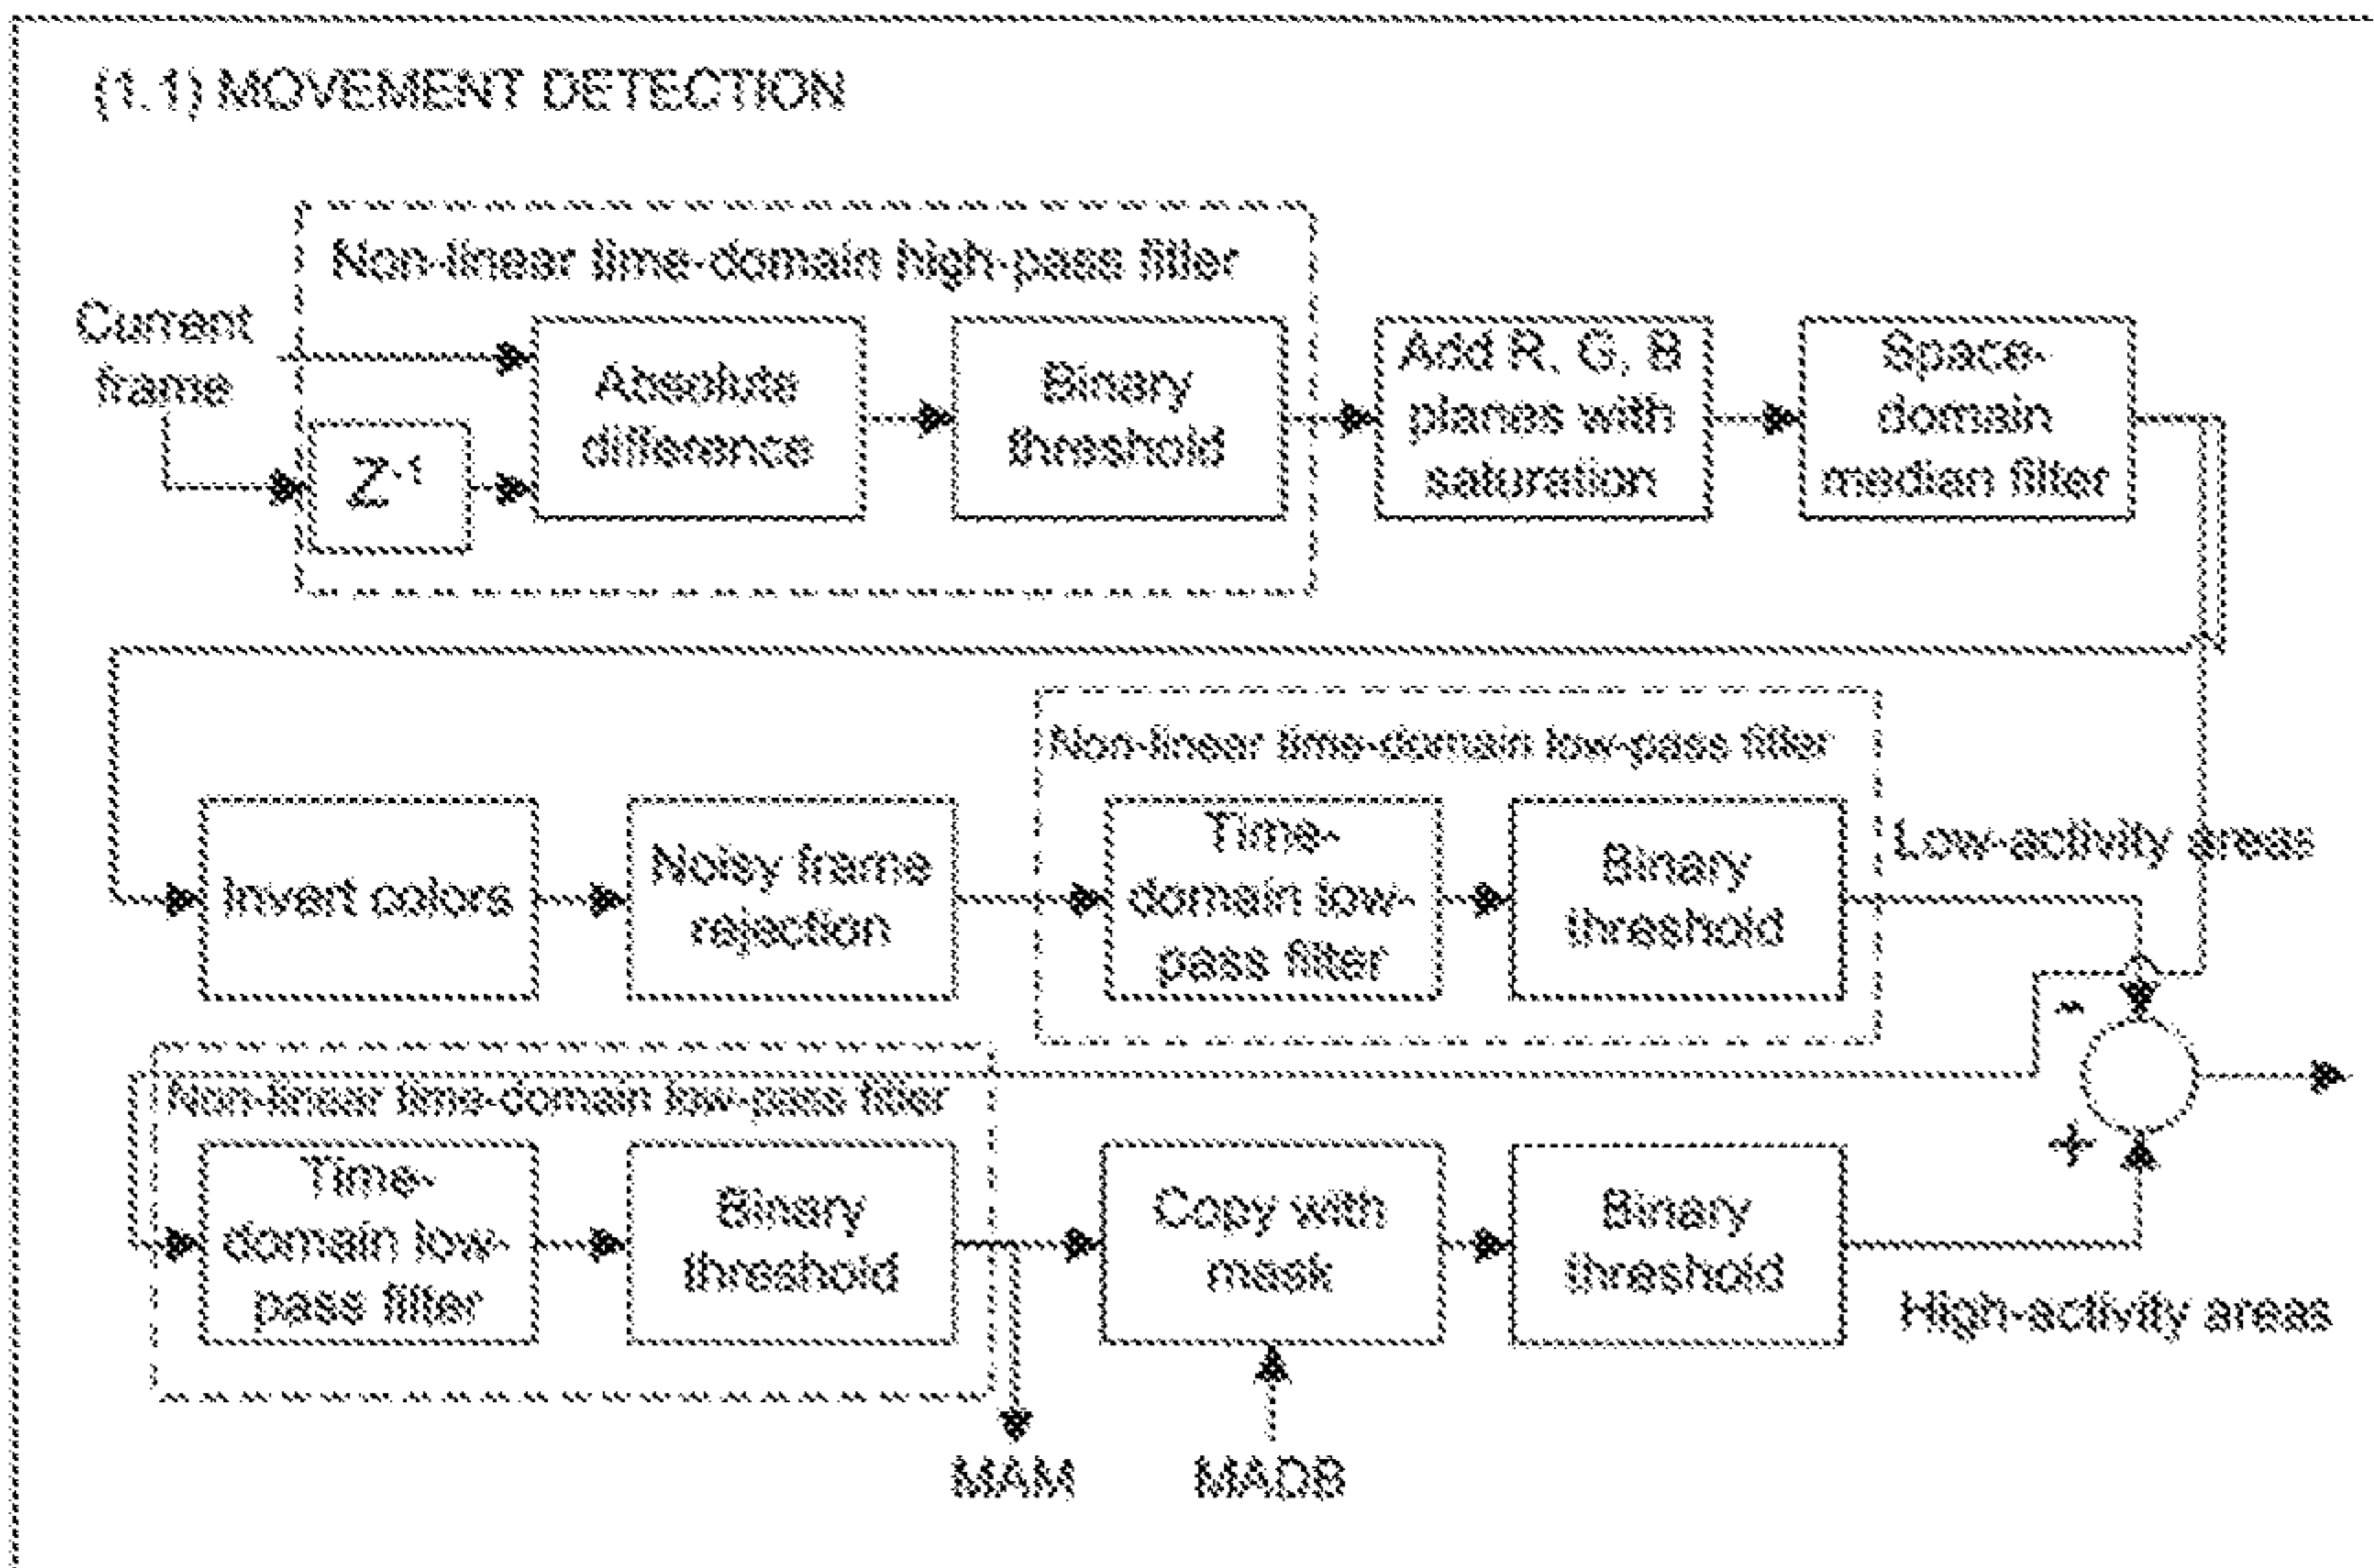 (1.1) MOVEMENT DETECTION
Non-linear time-domain high-pass filter
Current
frame
Z-1
Absolute
difference
Binary
threshold
Add R, G, B
planes with
saturation
Space-
domain
median filter
Non-linear time-domain low-pass filter
Invert colors
Noisy frame
rejection
Time-
domain low-
pass filter
Binary
threshold
Low-activity areas
-
+
Non-linear time-domain low-pass filter
Time-
domain low-
pass filter
Binary
threshold
Copy with
mask
Binary
threshold
High-activity areas
MAM
MADB